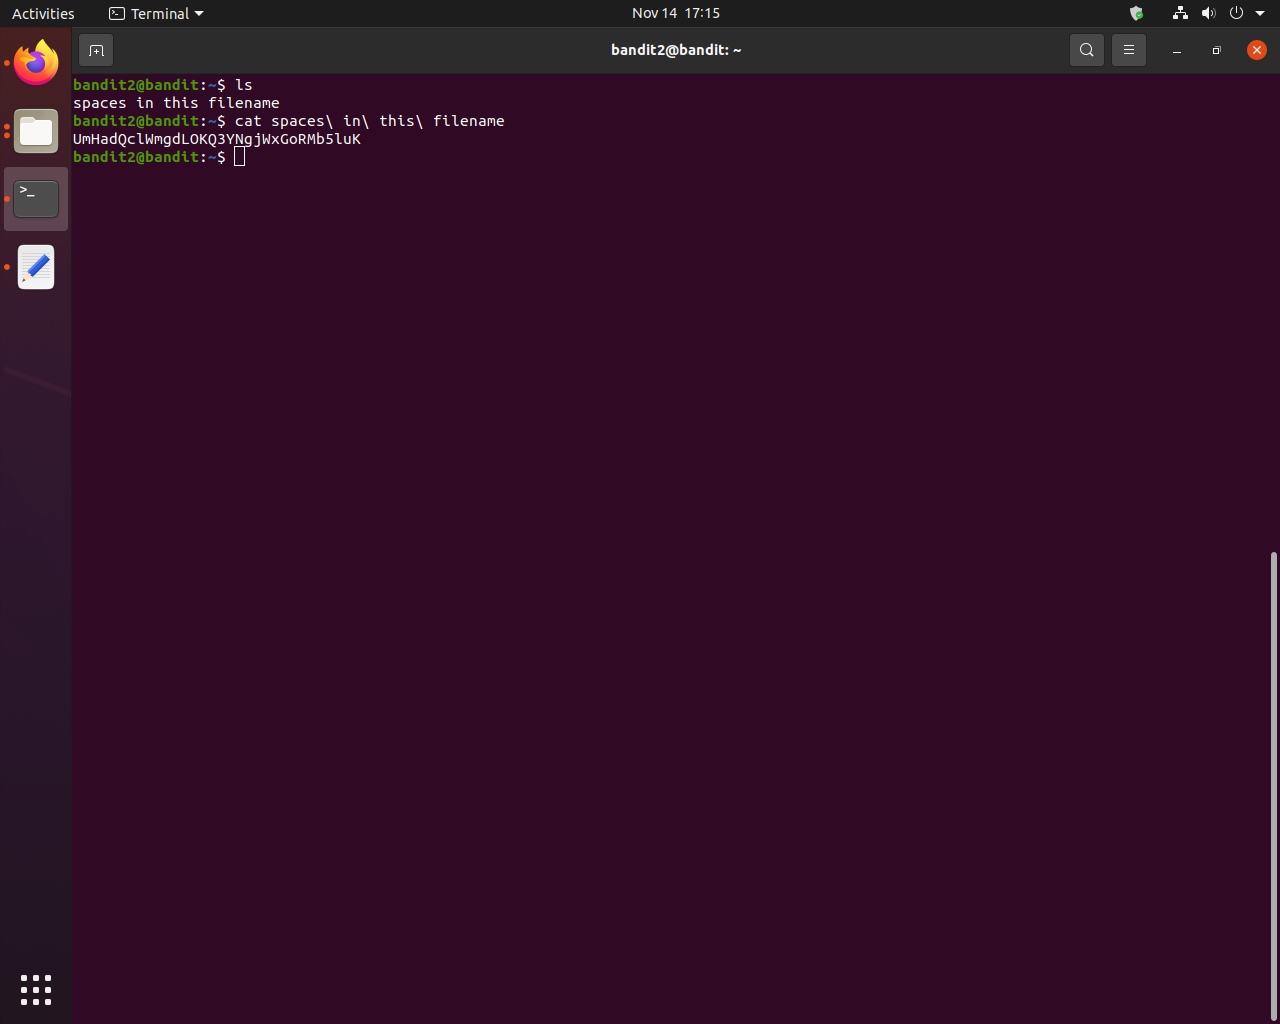 Activities
Terminal
Nov 14 17:15
bandit2@bandit: ~
bandit2@bandit:~$ ls
spaces in this filename
bandit2@bandit:~$ cat spaces\ in\ this\ filename
UmHadQclWmgdLOKQ3YNgjWxGoRMb5luK
bandit2@bandit:~$
>_